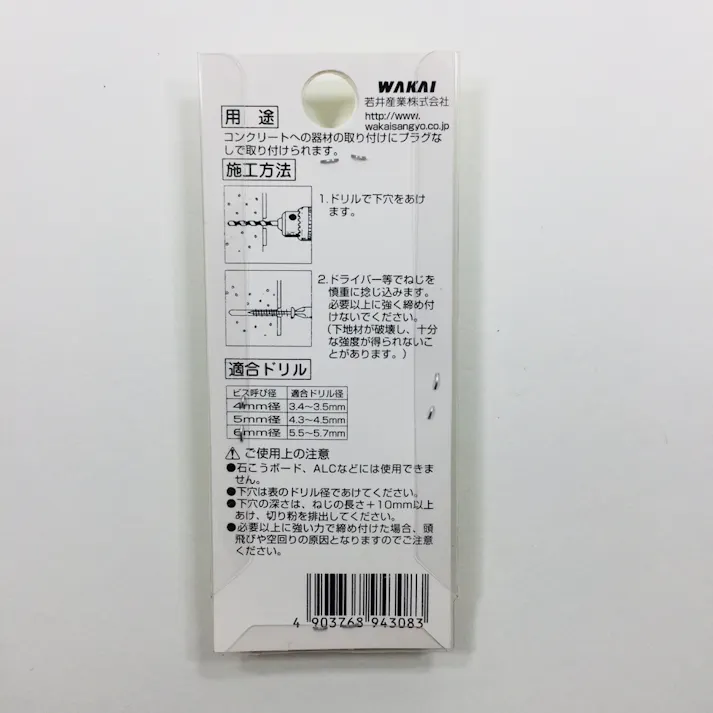 WAKAI
若井産業株式会社
http://www.
wakaisangyo.co.jp
用途
コンクリートへの器材の取り付けにプラグな
しで取り付けられます。
施工方法
1.ドリルで下穴をあけ
ます。
2.ドライバー等でねじを
慎重に捻じ込みます。
必要以上に強く締め付
けないでください。
(下地材が破壊し、十分
な強度が得られないこ
とがあります。)
適合ドリル
ビス呼び径 適合ドリル径
4mm径 3.4~3.5mm
5mm径 4.3~4.5mm
6mm径 5.5~5.7mm
⚠ ご使用上の注意
●石こうボード、ALCなどには使用できま
せん。
●下穴は表のドリル径であけてください。
●下穴の深さは、ねじの長さ+10mm以上
あけ、切り粉を排出してください。
●必要以上に強い力で締め付けた場合、頭
飛びや空回りの原因となりますのでご注意
ください。
4 903768 943083